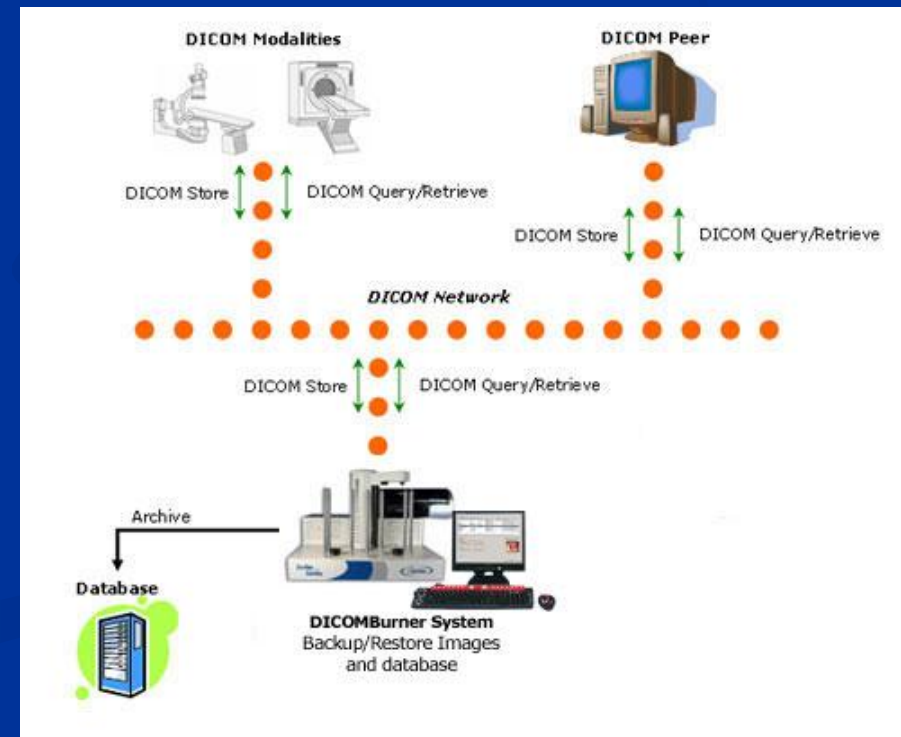 DICOM Modalities
DICOM Peer
DICOM Store
DICOM Query/Retrieve
DICOM Store
DICOM Query/Retrieve
DICOM Network
DICOM Store
DICOM Query/Retrieve
Archive
Database
DICOMBurner System
Backup/Restore Images
and database